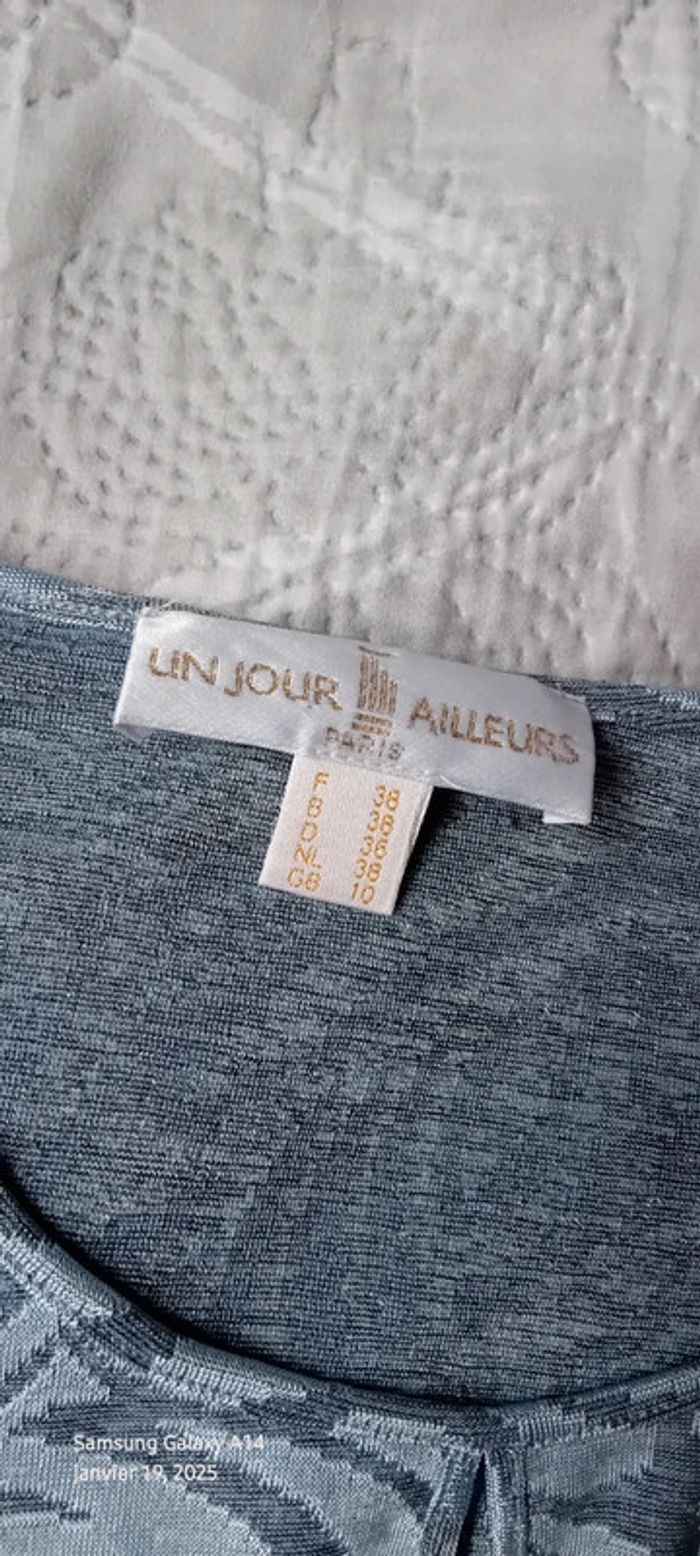 UN JOUR AILLEURS
PARIS
F 38
B 38
D 36
NL 38
GB 10
Samsung Galaxy A14
janvier 19, 2025